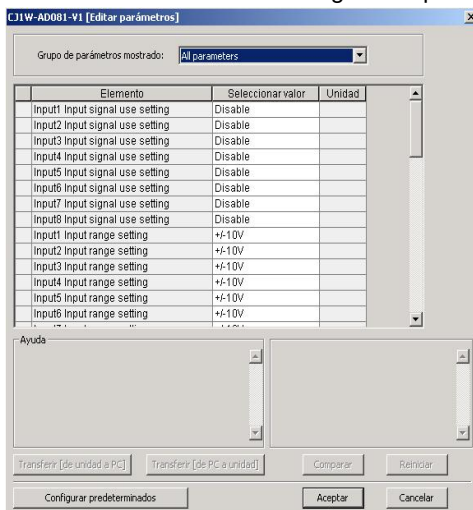 CJ1W-AD081-V1 [Editar parámetros]
Grupo de parámetros mostrado: All parameters
Elemento Seleccionar valor Unidad
Input1 Input signal use setting Disable
Input2 Input signal use setting Disable
Input3 Input signal use setting Disable
Input4 Input signal use setting Disable
Input5 Input signal use setting Disable
Input6 Input signal use setting Disable
Input7 Input signal use setting Disable
Input8 Input signal use setting Disable
Input1 Input range setting +/-10V
Input2 Input range setting +/-10V
Input3 Input range setting +/-10V
Input4 Input range setting +/-10V
Input5 Input range setting +/-10V
Input6 Input range setting +/-10V
Ayuda
Transferir [de unidad a PC] Transferir [de PC a unidad] Comparar Reiniciar
Configurar predeterminados Aceptar Cancelar